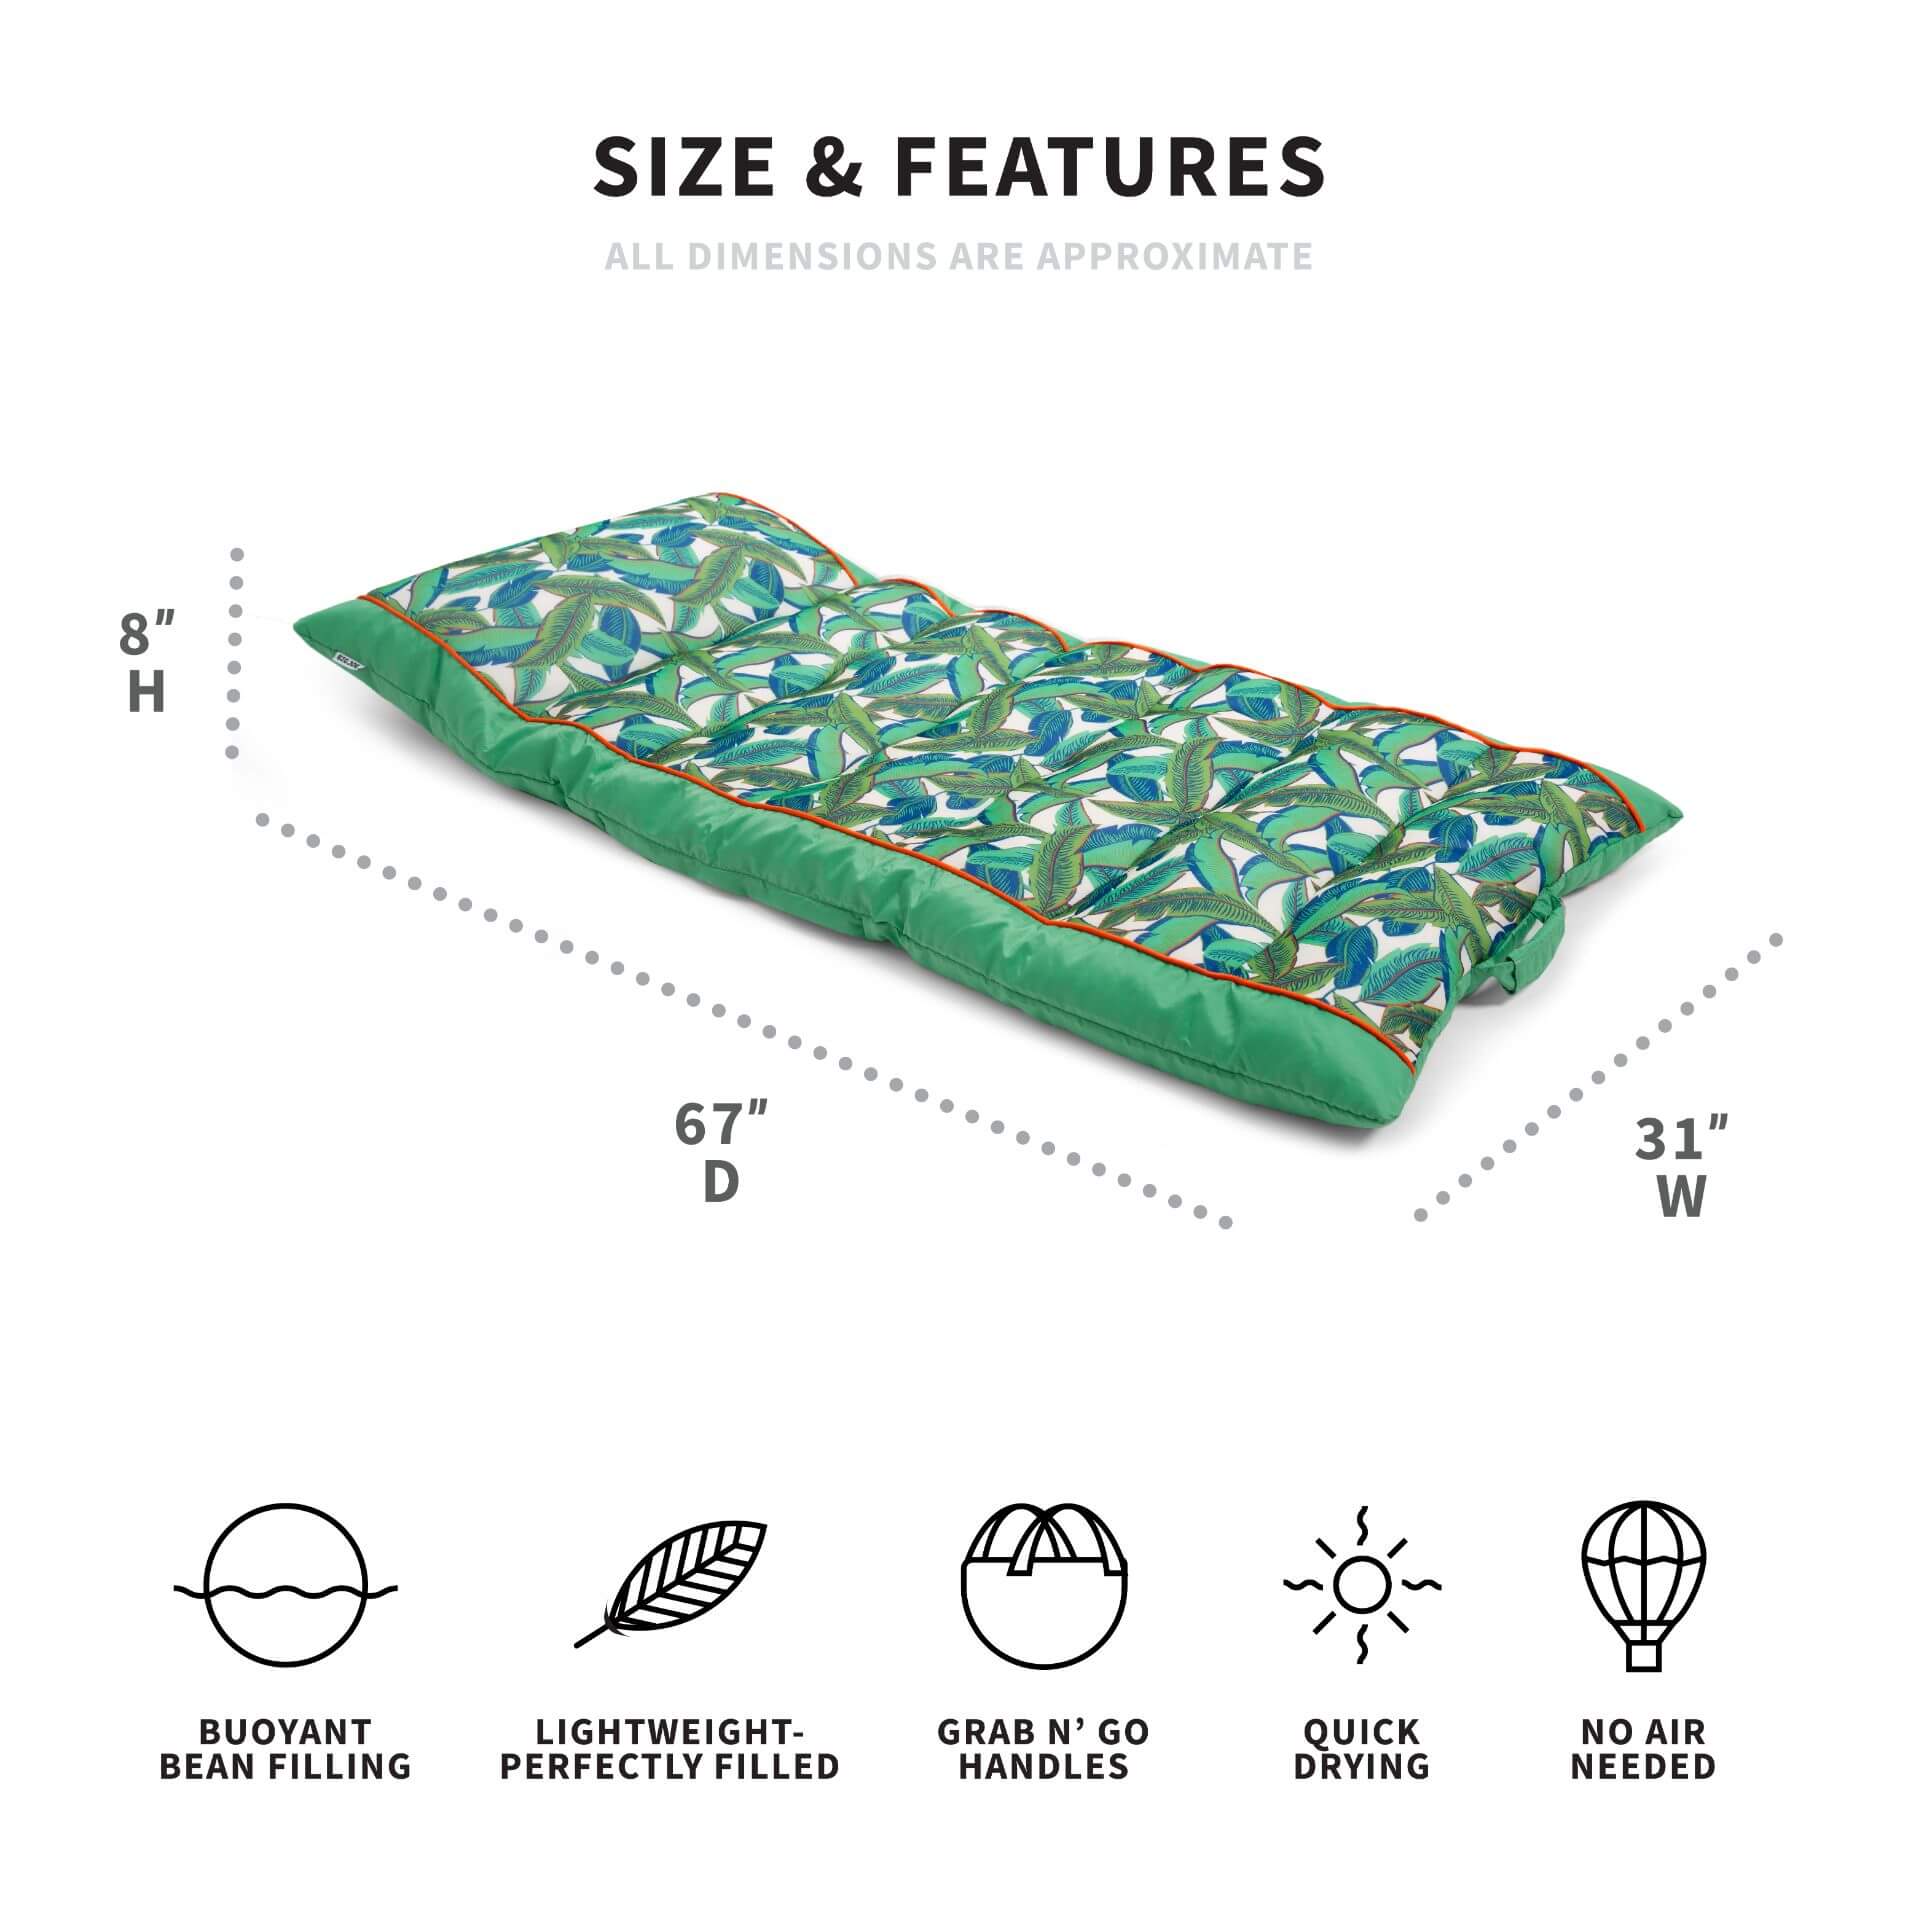 SIZE & FEATURES
ALL DIMENSIONS ARE APPROXIMATE
8″
H
67″
D
31″
W
BUOYANT
BEAN FILLING
LIGHTWEIGHT-
PERFECTLY FILLED
GRAB N’ GO
HANDLES
QUICK
DRYING
NO AIR
NEEDED